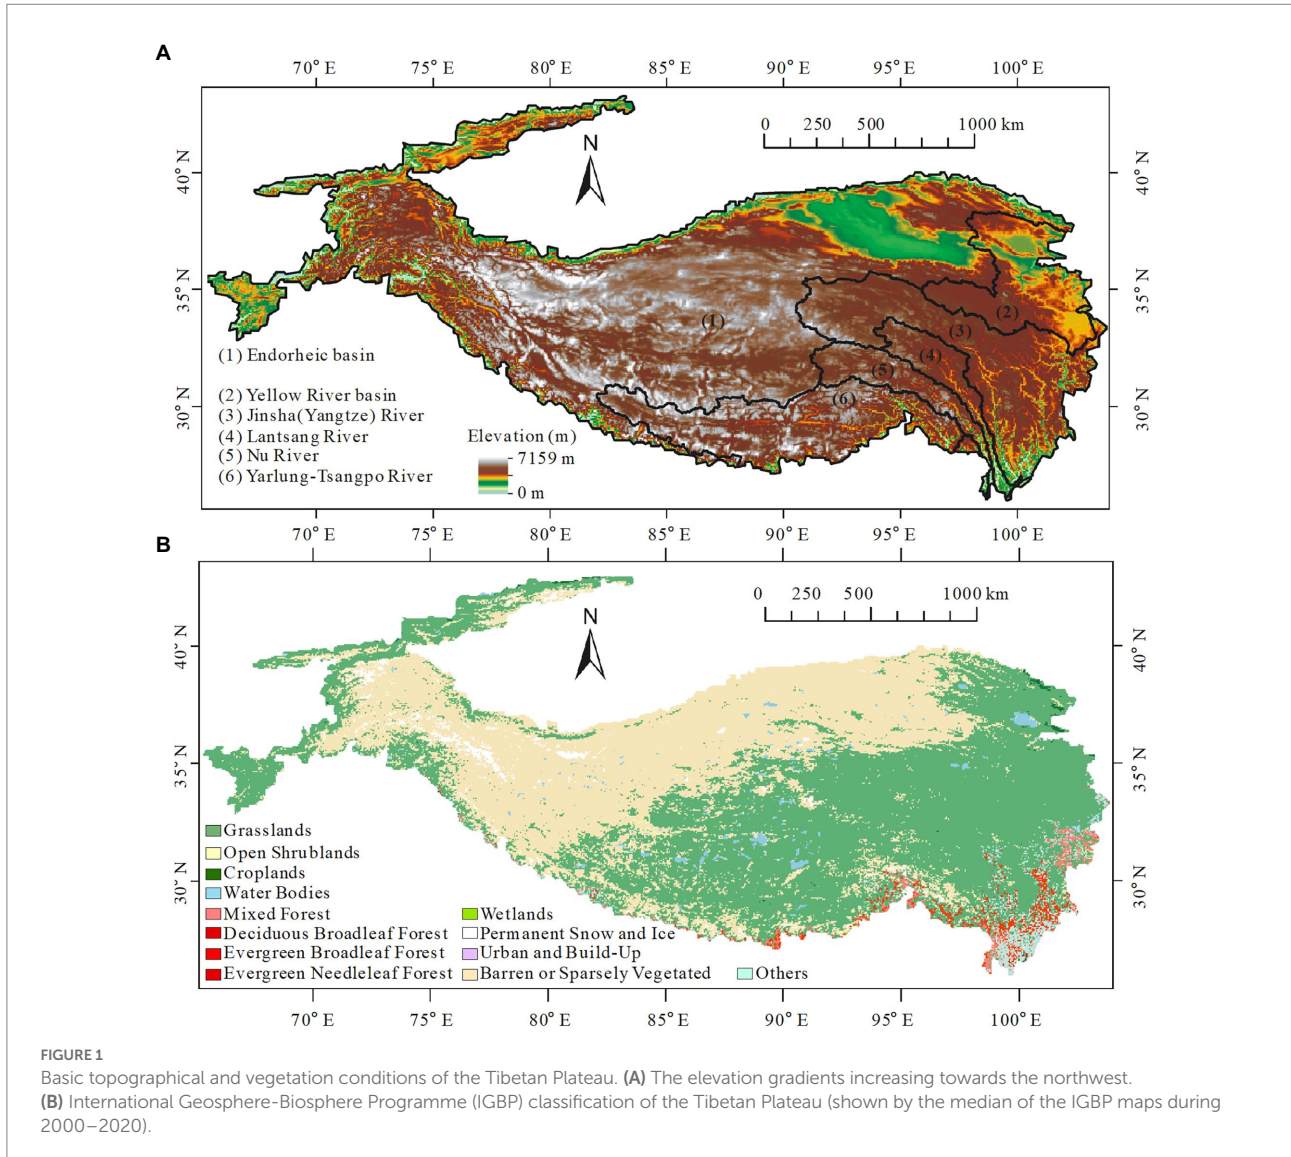 A
70° E 75° E 80° E 85° E 90° E 95° E 100° E
0 250 500 1000 km
N
40° N 40° N
35° N 35° N
30° N 30° N
(1)
(2)
(3)
(4)
(5)
(6)
(1) Endorheic basin
(2) Yellow River basin
(3) Jinsha(Yangtze) River
(4) Lantsang River
(5) Nu River
(6) Yarlung-Tsangpo River
Elevation (m)
7159 m
0 m
70° E 75° E 80° E 85° E 90° E 95° E 100° E
B
0 250 500 1000 km
N
40° N 40° N
35° N 35° N
30° N 30° N
Grasslands
Open Shrublands
Croplands
Water Bodies
Mixed Forest
Deciduous Broadleaf Forest
Evergreen Broadleaf Forest
Evergreen Needleleaf Forest
Wetlands
Permanent Snow and Ice
Urban and Build-Up
Barren or Sparsely Vegetated
Others
70° E 75° E 80° E 85° E 90° E 95° E 100° E
FIGURE 1
Basic topographical and vegetation conditions of the Tibetan Plateau. (A) The elevation gradients increasing towards the northwest.
(B) International Geosphere-Biosphere Programme (IGBP) classification of the Tibetan Plateau (shown by the median of the IGBP maps during
2000–2020).